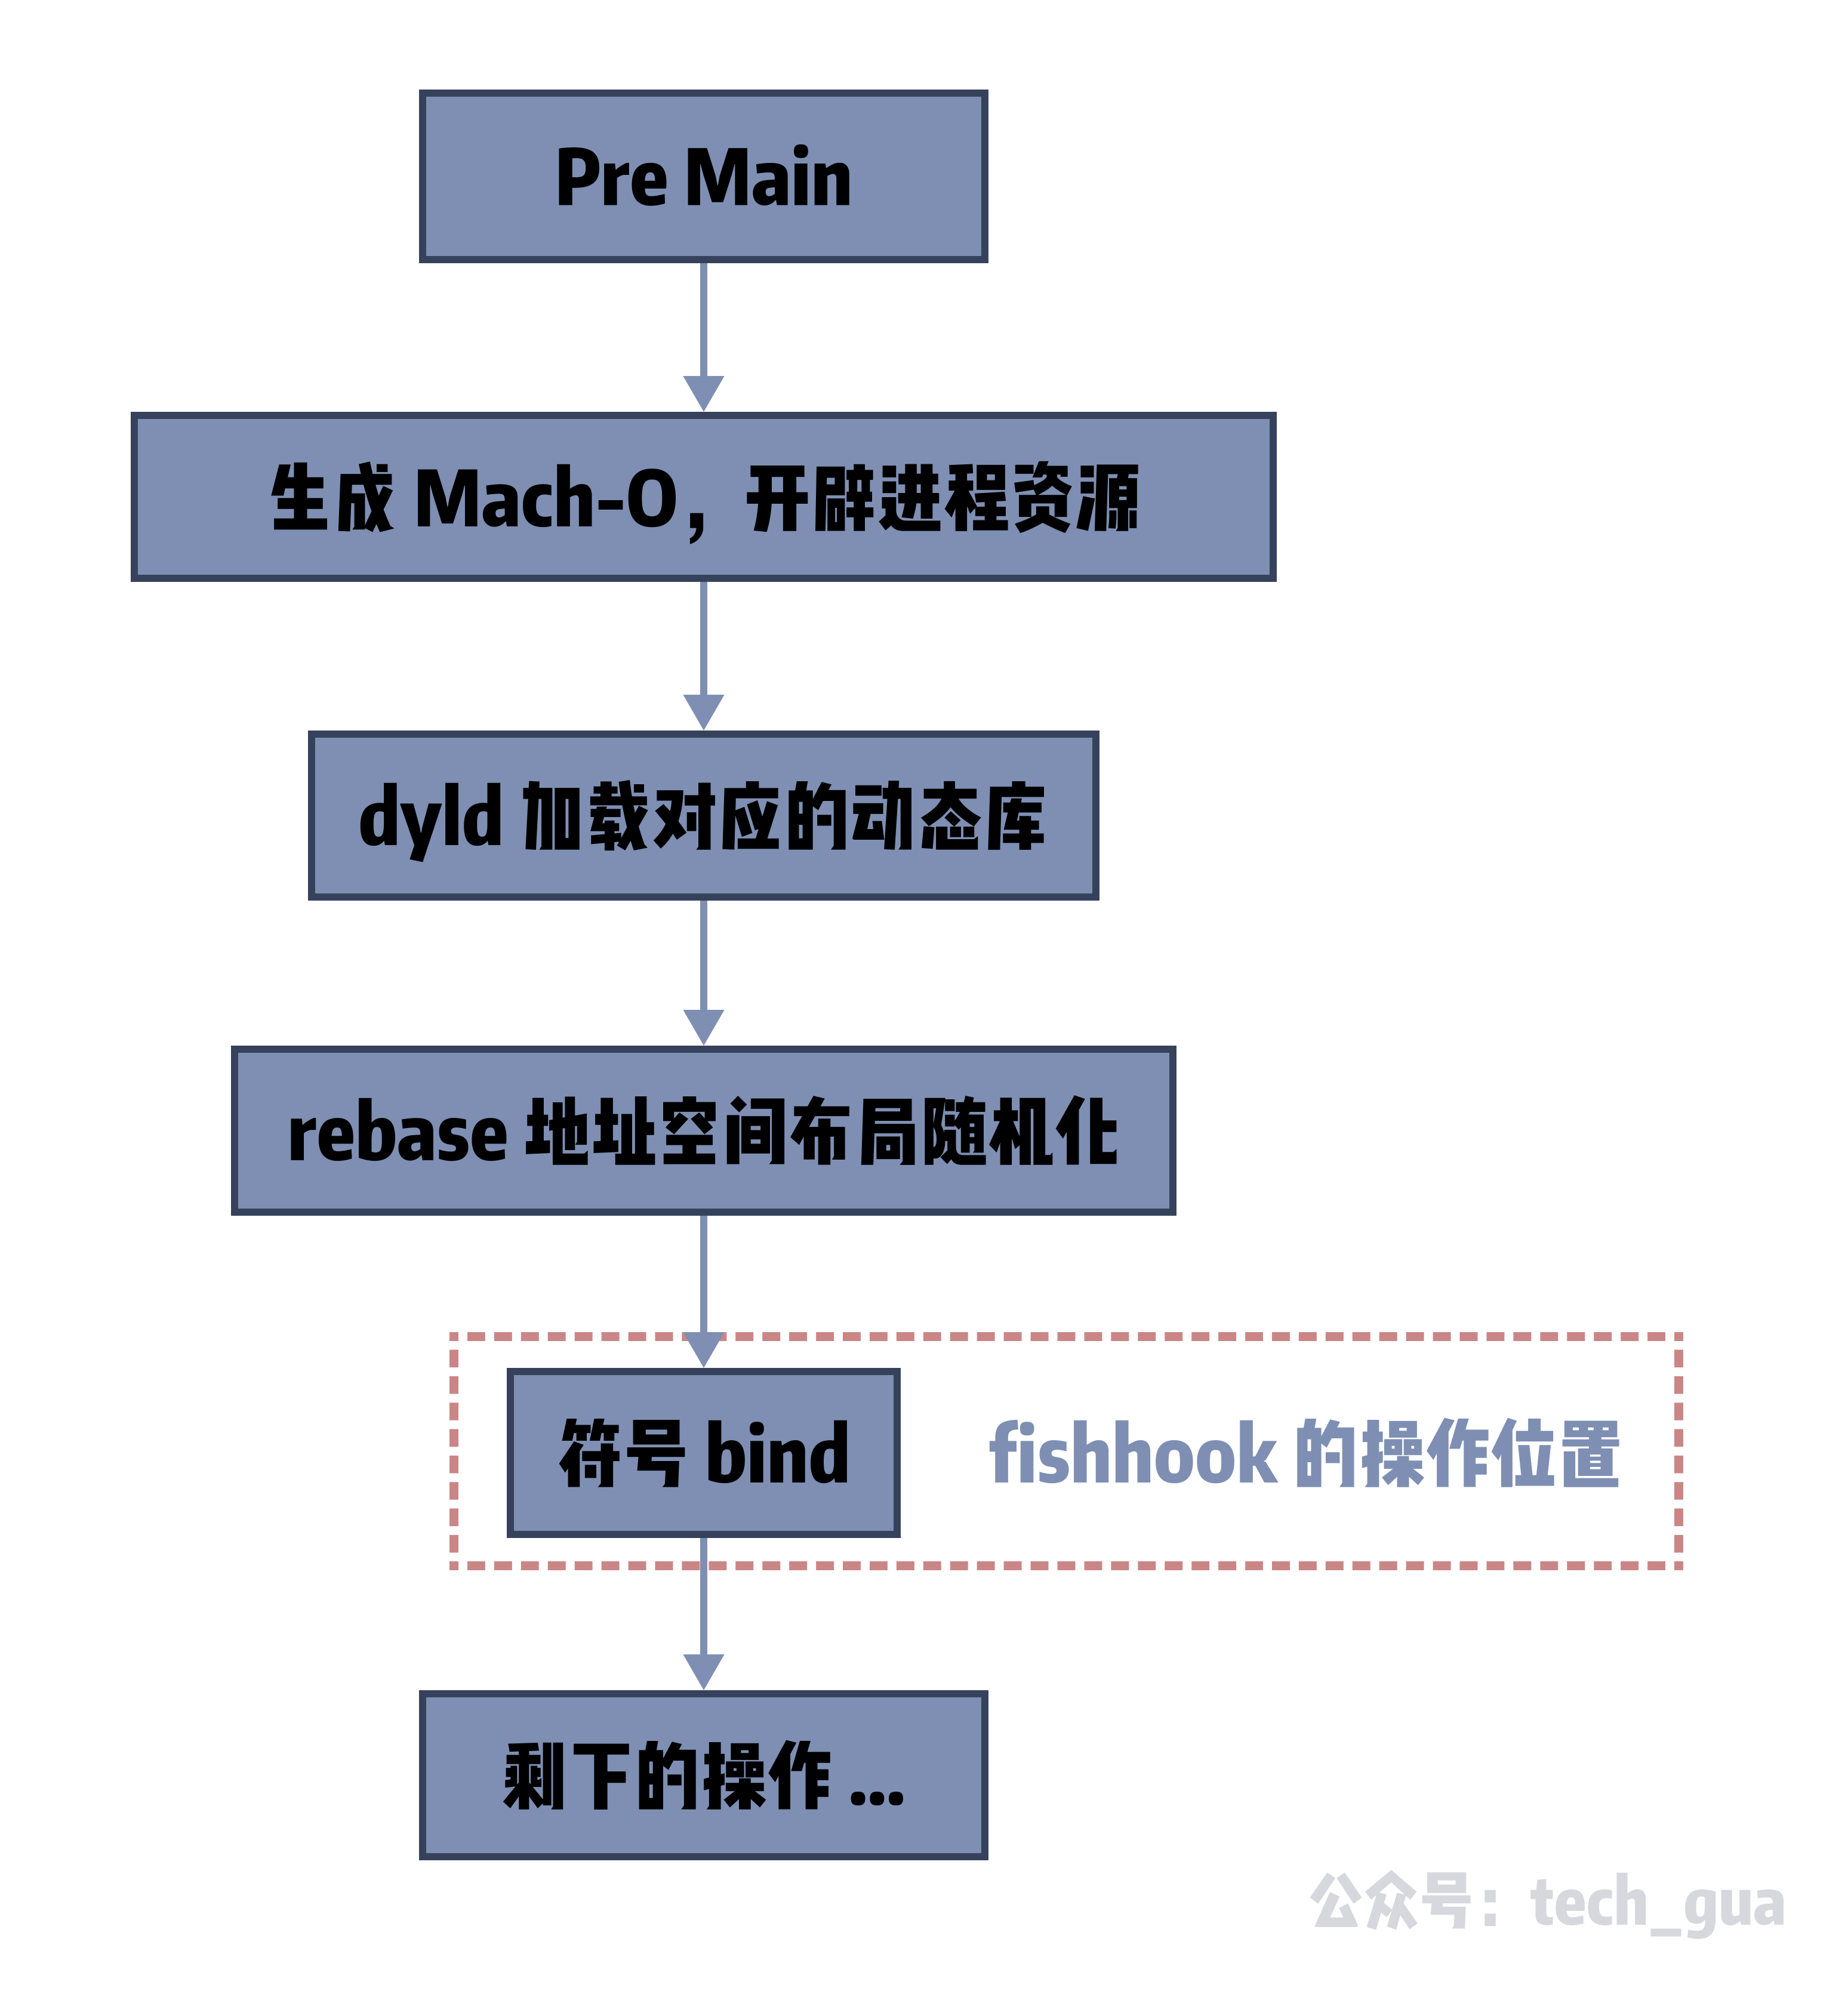 Pre Main
生成 Mach-O，开辟进程资源
dyld 加载对应的动态库
rebase 地址空间布局随机化
符号 bind
fishhook 的操作位置
剩下的操作 ...
公众号：tech_gua